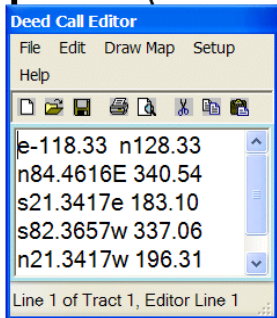 Deed Call Editor
File Edit Draw Map Setup
Help
e-118.33 n128.33
n84.4616E 340.54
s21.3417e 183.10
s82.3657w 337.06
n21.3417w 196.31
Line 1 of Tract 1, Editor Line 1